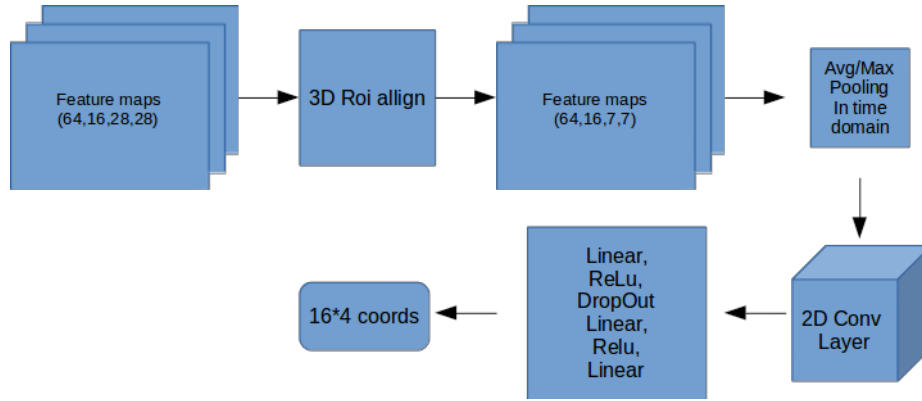 Feature maps
(64,16,28,28)
3D Roi allign
Feature maps
(64,16,7,7)
Avg/Max
Pooling
In time
domain
2D Conv
Layer
Linear,
ReLu,
DropOut
Linear,
Relu,
Linear
16*4 coords